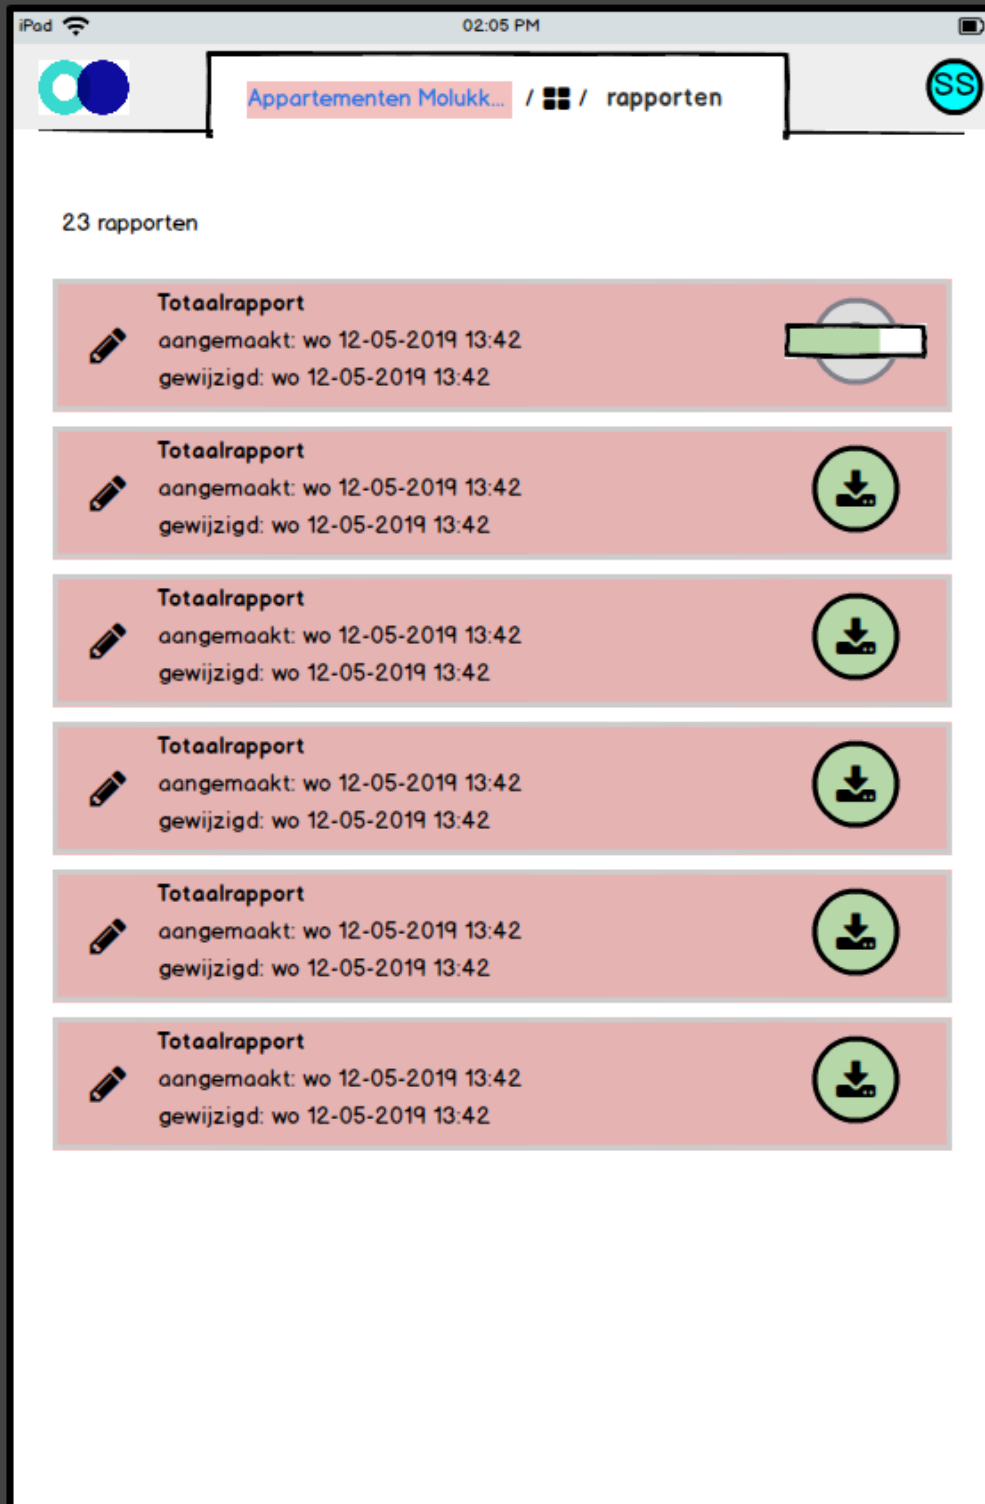 iPad 02:05 PM
Appartementen Molukk... / / rapporten
SS
23 rapporten
Totaalrapport
aangemaakt: wo 12-05-2019 13:42
gewijzigd: wo 12-05-2019 13:42
Totaalrapport
aangemaakt: wo 12-05-2019 13:42
gewijzigd: wo 12-05-2019 13:42
Totaalrapport
aangemaakt: wo 12-05-2019 13:42
gewijzigd: wo 12-05-2019 13:42
Totaalrapport
aangemaakt: wo 12-05-2019 13:42
gewijzigd: wo 12-05-2019 13:42
Totaalrapport
aangemaakt: wo 12-05-2019 13:42
gewijzigd: wo 12-05-2019 13:42
Totaalrapport
aangemaakt: wo 12-05-2019 13:42
gewijzigd: wo 12-05-2019 13:42